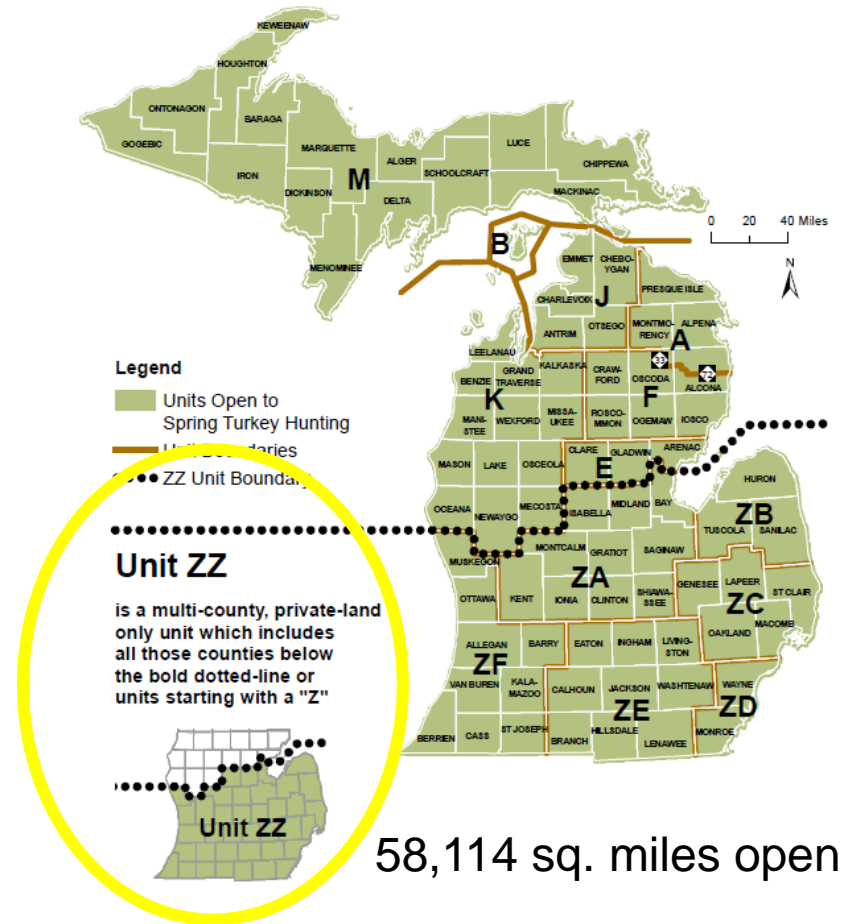 KEWEENAW
HOUGHTON
ONTONAGON
BARAGA
GOGEBIC
MARQUETTE
LUCE
ALGER
CHIPPEWA
SCHOOLCRAFT
IRON
M
DICKINSON
DELTA
MACKINAC
MENOMINEE
0 20 40 Miles
N
B
EMMET
CHEBO-
YGAN
J
PRESQUE ISLE
CHARLEVOIX
ANTRIM
OTSEGO
MONTMO-
RENCY
ALPENA
A
LEELANAU
BENZIE
GRAND
TRAVERSE
KALKASKA
CRAW-
FORD
OSCODA
33
72
ALCONA
K
F
MANI-
STEE
WEXFORD
MISSA-
UKEE
ROSCO-
MMON
OGEMAW
IOSCO
Legend
Units Open to
Spring Turkey Hunting
Unit Boundaries
ZZ Unit Boundary
MASON
LAKE
OSCEOLA
CLARE
GLADWIN
ARENAC
E
OCEANA
NEWAYGO
MECOSTA
ISABELLA
MIDLAND
BAY
HURON
ZB
TUSCOLA
SANILAC
MUSKEGON
MONTCALM
GRATIOT
SAGINAW
ZA
OTTAWA
KENT
IONIA
CLINTON
SHIAWA-
SSEE
GENESEE
LAPEER
ST CLAIR
ZC
MACOMB
OAKLAND
ALLEGAN
BARRY
EATON
INGHAM
LIVING-
STON
ZF
VAN BUREN
KALA-
MAZOO
CALHOUN
JACKSON
WASHTENAW
WAYNE
ZE
ZD
BERRIEN
CASS
ST JOSEPH
BRANCH
HILLSDALE
LENAWEE
MONROE
Unit ZZ
is a multi-county, private-land
only unit which includes
all those counties below
the bold dotted-line or
units starting with a "Z"
Unit ZZ
58,114 sq. miles open